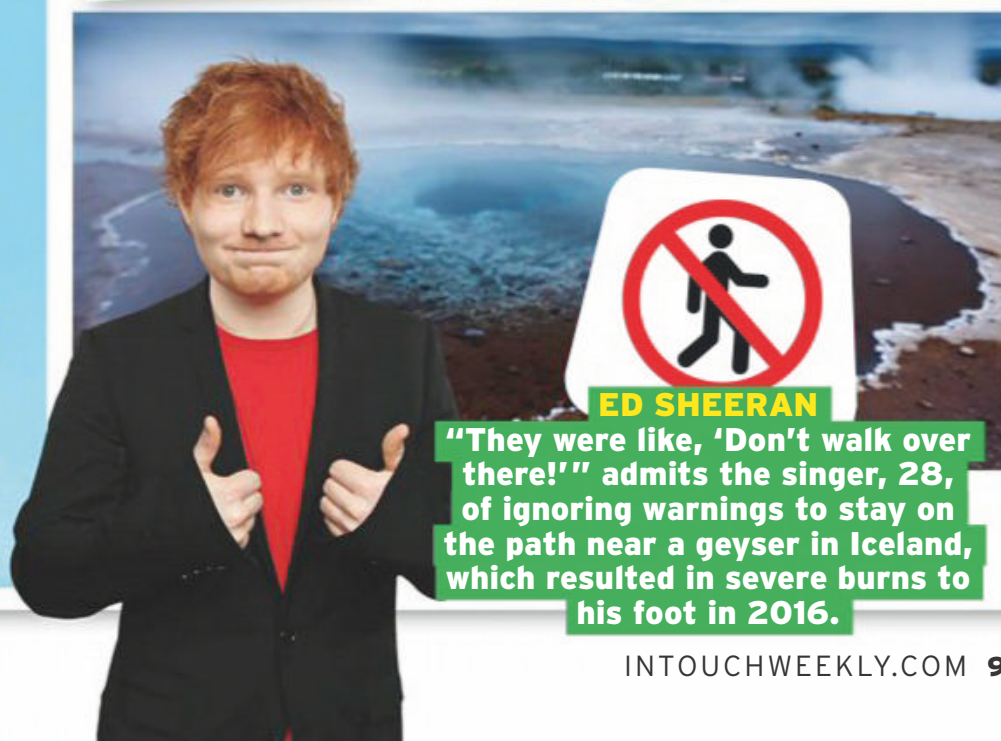 ED SHEERAN
“They were like, ‘Don’t walk over
there!’” admits the singer, 28,
of ignoring warnings to stay on
the path near a geyser in Iceland,
which resulted in severe burns to
his foot in 2016.
INTOUCHWEEKLY.COM 9